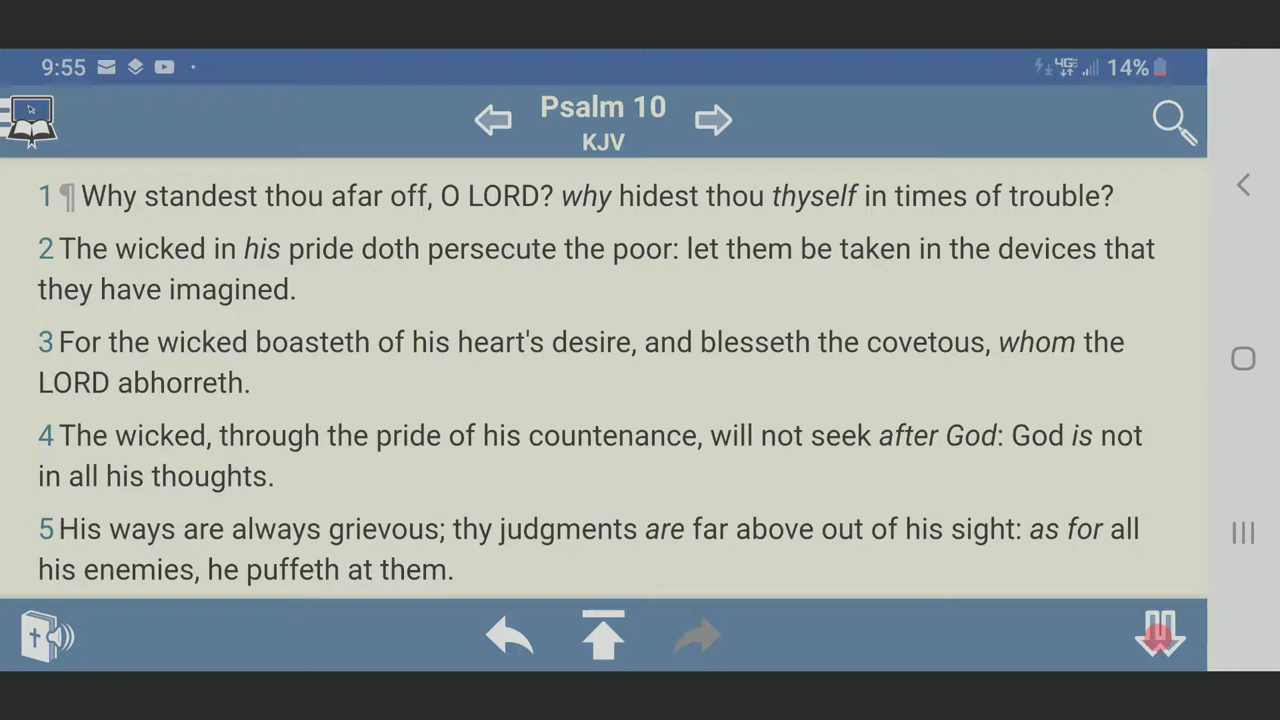 9:55 14%
Psalm 10
KJV
1 ¶ Why standest thou afar off, O LORD? why hidest thou thyself in times of trouble?
2 The wicked in his pride doth persecute the poor: let them be taken in the devices that
they have imagined.
3 For the wicked boasteth of his heart's desire, and blesseth the covetous, whom the
LORD abhorreth.
4 The wicked, through the pride of his countenance, will not seek after God: God is not
in all his thoughts.
5 His ways are always grievous; thy judgments are far above out of his sight: as for all
his enemies, he puffeth at them.